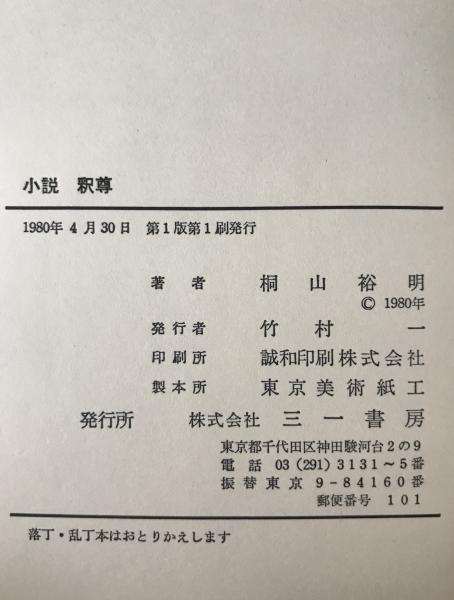 小説 釈尊
1980年4月30日 第1版第1刷発行
著者 桐山裕明
© 1980年
発行者 竹村一
印刷所 誠和印刷株式会社
製本所 東京美術紙工
発行所 株式会社 三一書房
東京都千代田区神田駿河台2の9
電話 03(291)3131~5番
振替東京 9-84160番
郵便番号 101
落丁・乱丁本はおとりかえします